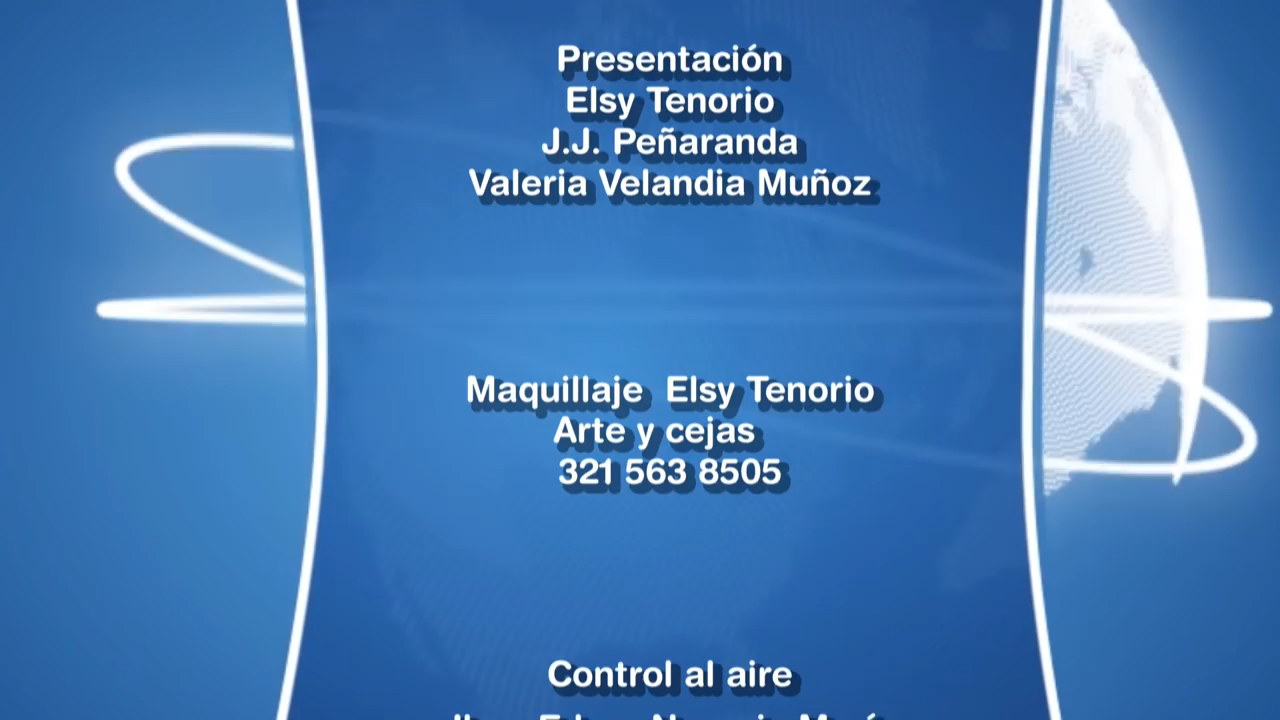 Presentación
Elsy Tenorio
J.J. Peñaranda
Valeria Velandia Muñoz
Maquillaje Elsy Tenorio
Arte y cejas
321 563 8505
Control al aire